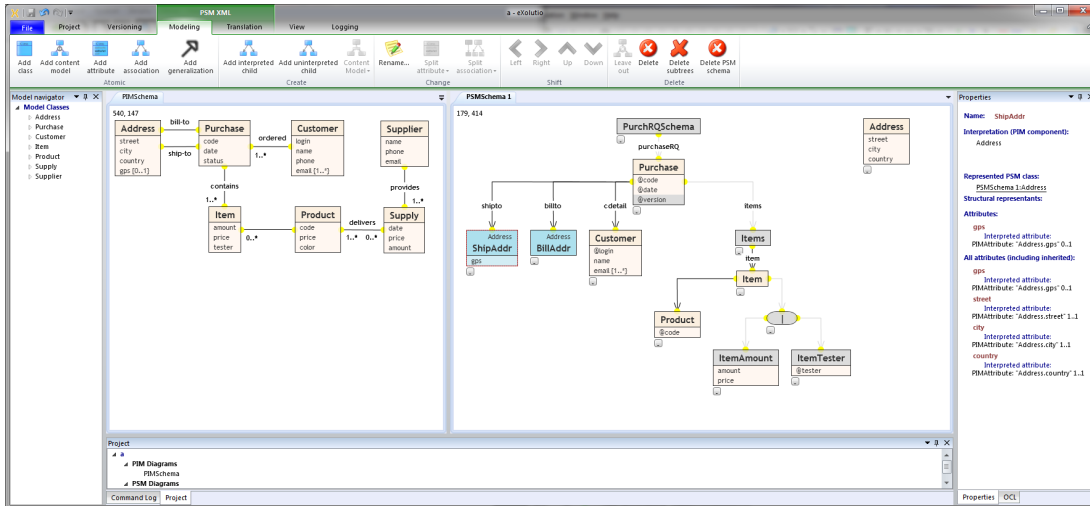 PSM XML
a - eXolutio
File Project Versioning Modeling Translation View Logging
Add class
Add content model
Add attribute
Add association
Add generalization
Add interpreted child
Add uninterpreted child
Content Model
Rename...
Split attribute
Split association
Left
Right
Up
Down
Leave out
Delete
Delete subtrees
Delete PSM schema
Atomic
Create
Change
Shift
Delete
Model navigator
Model Classes
Address
Purchase
Customer
Item
Product
Supply
Supplier
PIMSchema
540, 147
Address
street
city
country
gps [0..1]
bill-to
ship-to
Purchase
code
date
status
ordered
1..*
Customer
login
name
phone
email [1..*]
Supplier
name
phone
email
contains
1..*
provides
1..*
Item
amount
price
tester
0..*
Product
code
price
color
delivers
1..*
0..*
Supply
date
price
amount
PSMSchema 1
179, 414
PurchRQSchema
purchaseRQ
Purchase
@code
@date
@version
Address
street
city
country
shipto
billto
cdetail
items
Address
ShipAddr
gps
Address
BillAddr
Customer
@login
name
email [1..*]
Items
item
Item
Product
@code
|
ItemAmount
amount
price
ItemTester
@tester
Properties
Name: ShipAddr
Interpretation (PIM component):
Address
Represented PSM class:
PSMSchema 1:Address
Structural representants:
Attributes:
gps
Interpreted attribute:
PIMAttribute: "Address.gps" 0..1
All attributes (including inherited):
gps
Interpreted attribute:
PIMAttribute: "Address.gps" 0..1
street
Interpreted attribute:
PIMAttribute: "Address.street" 1..1
city
Interpreted attribute:
PIMAttribute: "Address.city" 1..1
country
Interpreted attribute:
PIMAttribute: "Address.country" 1..1
Project
a
PIM Diagrams
PIMSchema
PSM Diagrams
Command Log Project
Properties OCL